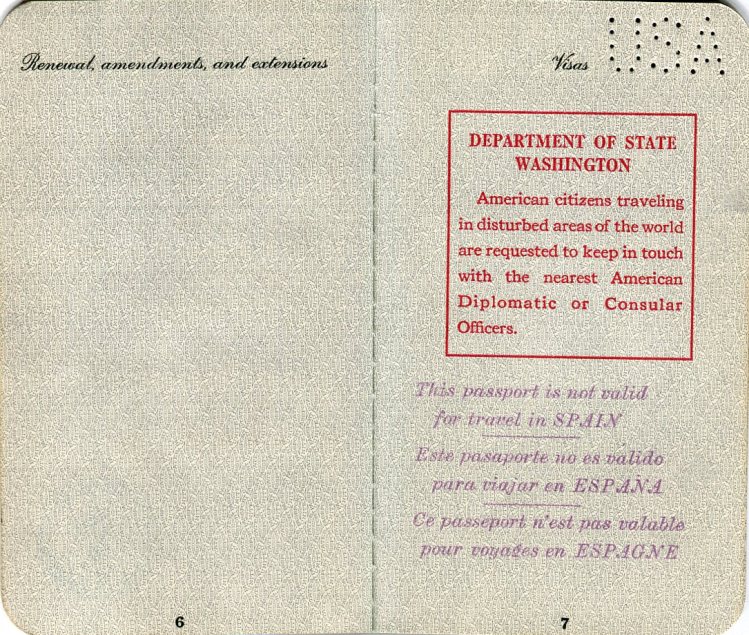 Renewal, amendments, and extensions
6
Visas
USA
DEPARTMENT OF STATE
WASHINGTON
American citizens traveling
in disturbed areas of the world
are requested to keep in touch
with the nearest American
Diplomatic or Consular
Officers.
This passport is not valid
for travel in SPAIN
Este pasaporte no es valido
para viajar en ESPAÑA
Ce passeport n'est pas valable
pour voyages en ESPAGNE
7